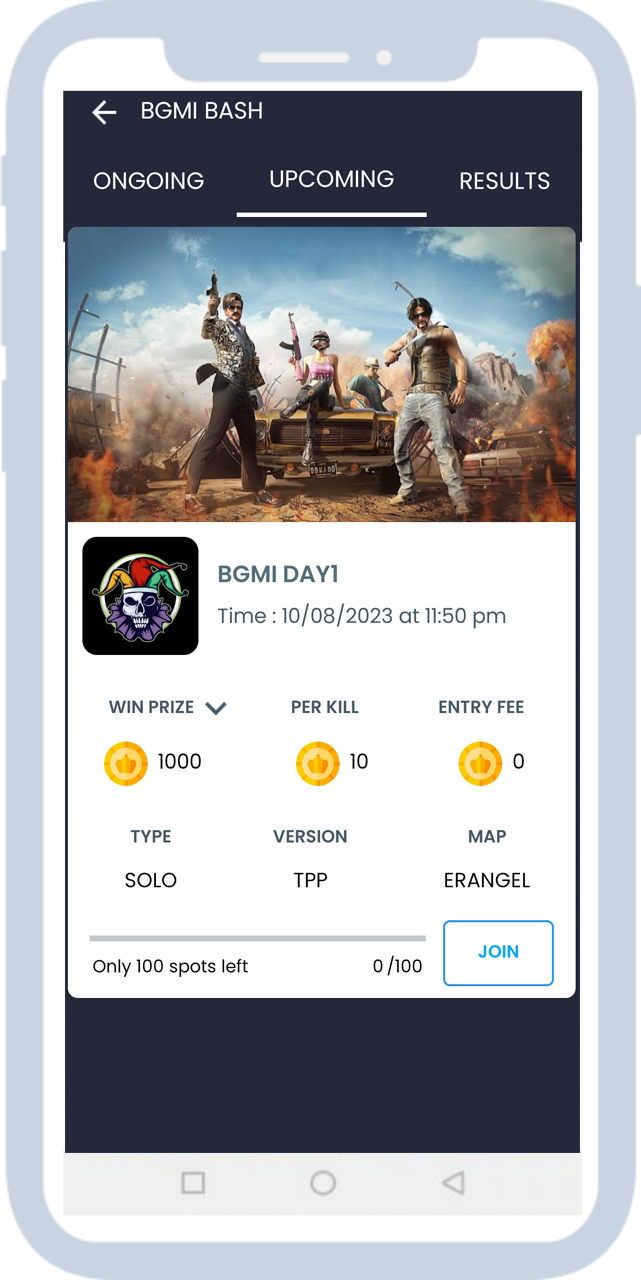 BGMI BASH
ONGOING UPCOMING RESULTS
BGMI DAY1
Time : 10/08/2023 at 11:50 pm
WIN PRIZE PER KILL ENTRY FEE
1000 10 0
TYPE VERSION MAP
SOLO TPP ERANGEL
JOIN
Only 100 spots left 0/100